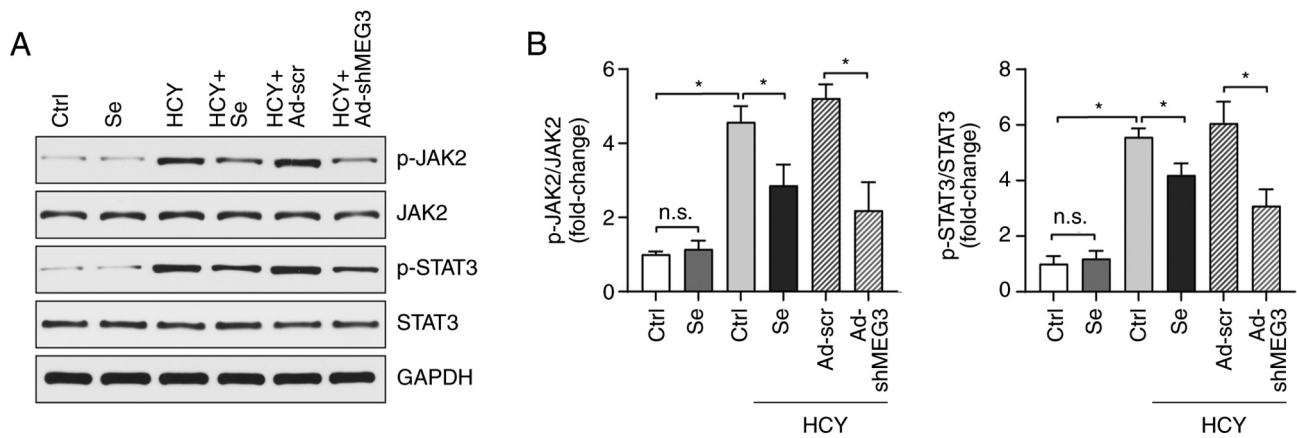 A
Ctrl
Se
HCY
HCY+
Se
HCY+
Ad-scr
HCY+
Ad-shMEG3
p-JAK2
JAK2
p-STAT3
STAT3
GAPDH
B
p-JAK2/JAK2
(fold-change)
6
4
2
0
n.s.
*
*
*
Ctrl
Se
Ctrl
Se
Ad-scr
Ad-
shMEG3
HCY
p-STAT3/STAT3
(fold-change)
8
6
4
2
0
n.s.
*
*
*
Ctrl
Se
Ctrl
Se
Ad-scr
Ad-
shMEG3
HCY